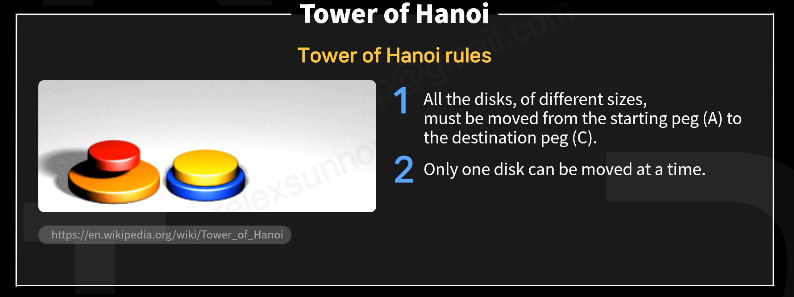 Tower of Hanoi
Tower of Hanoi rules
1 All the disks, of different sizes,
must be moved from the starting peg (A) to
the destination peg (C).
2 Only one disk can be moved at a time.
https://en.wikipedia.org/wiki/Tower_of_Hanoi